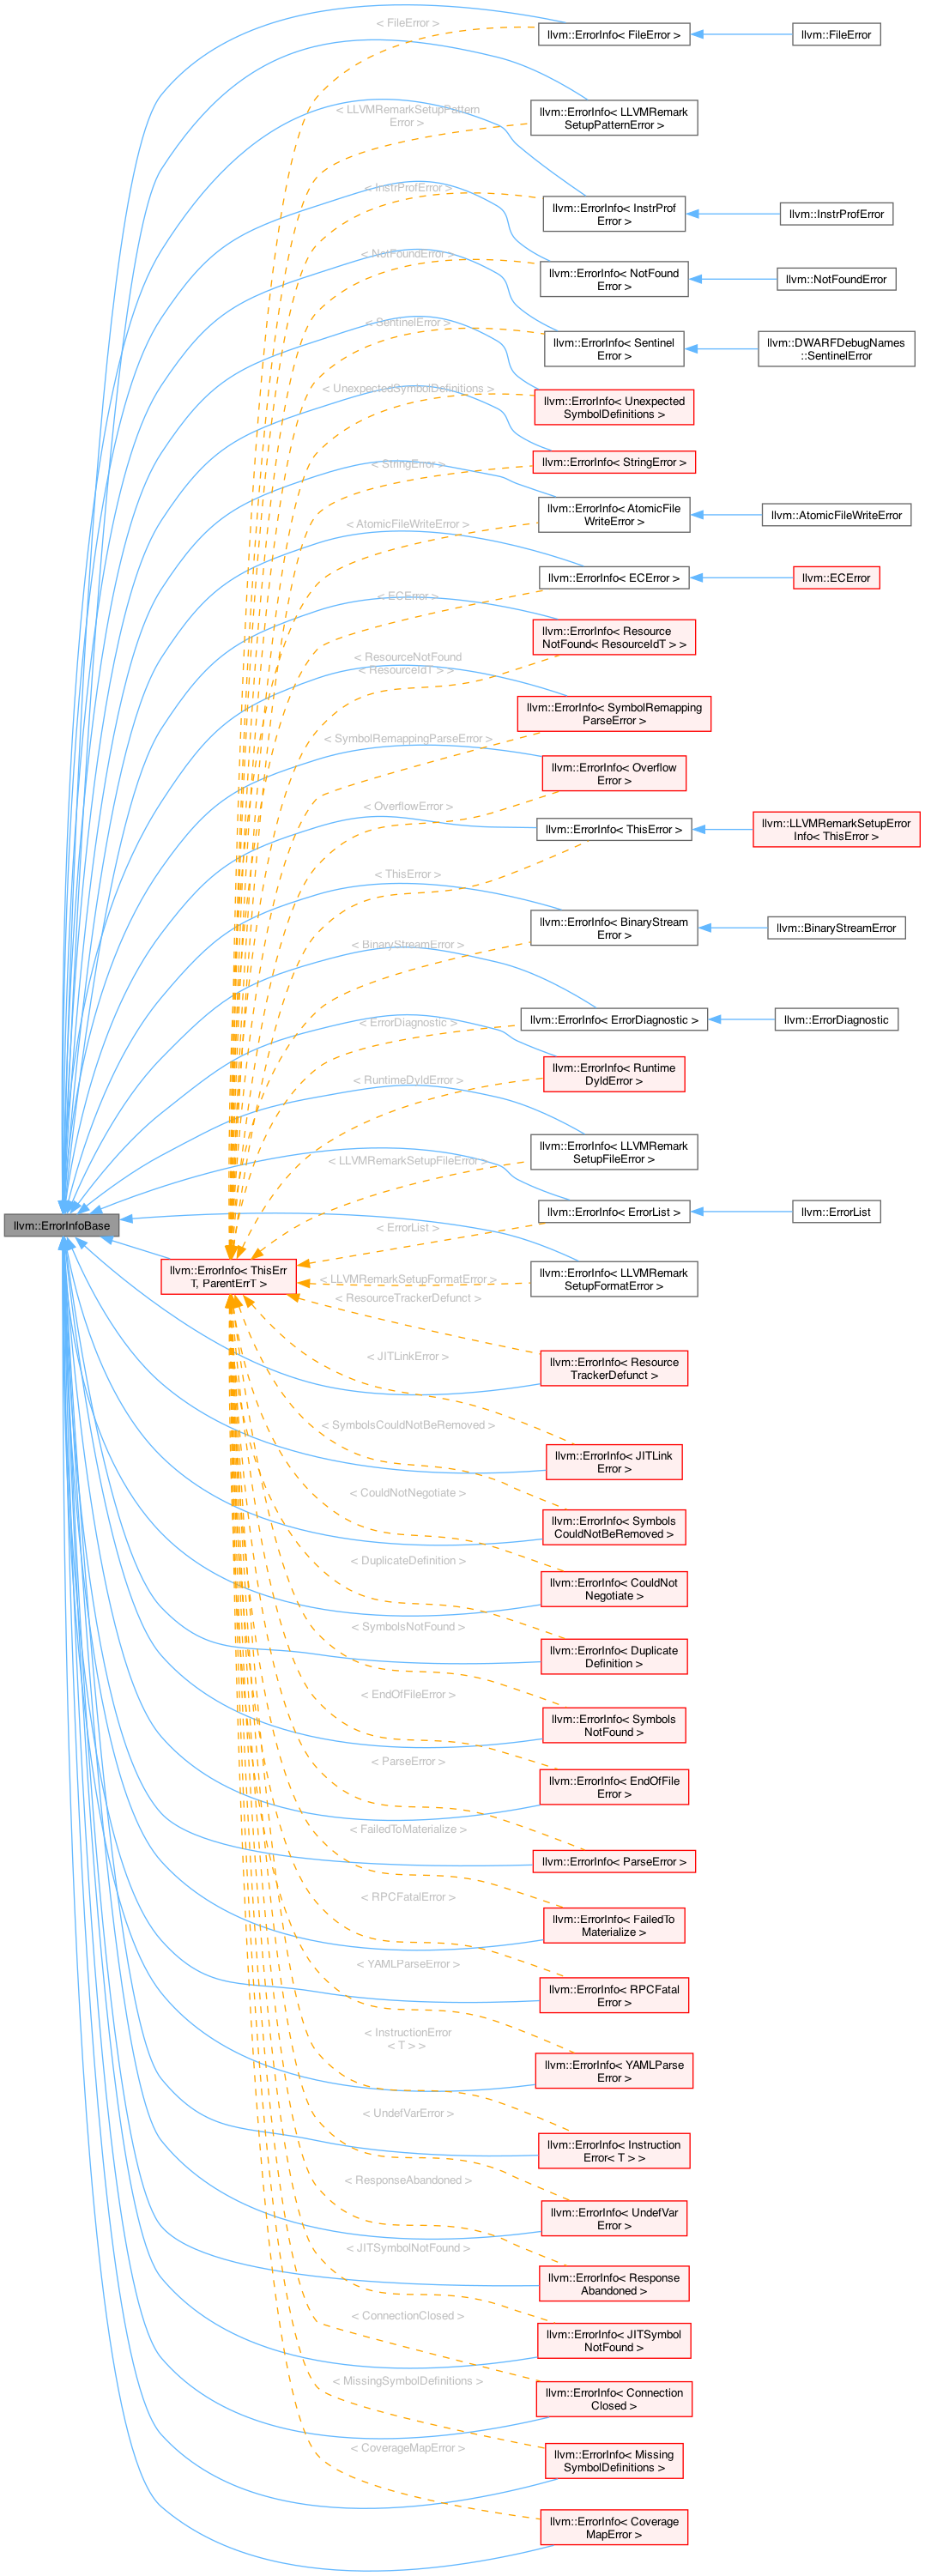 < FileError >
llvm::ErrorInfo< FileError >
llvm::FileError
< LLVMRemarkSetupPattern
Error >
llvm::ErrorInfo< LLVMRemark
SetupPatternError >
< InstrProfError >
llvm::ErrorInfo< InstrProf
Error >
llvm::InstrProfError
< NotFoundError >
llvm::ErrorInfo< NotFound
Error >
llvm::NotFoundError
< SentinelError >
llvm::ErrorInfo< Sentinel
Error >
llvm::DWARFDebugNames
::SentinelError
< UnexpectedSymbolDefinitions >
llvm::ErrorInfo< Unexpected
SymbolDefinitions >
< StringError >
llvm::ErrorInfo< StringError >
< AtomicFileWriteError >
llvm::ErrorInfo< AtomicFile
WriteError >
llvm::AtomicFileWriteError
< ECError >
llvm::ErrorInfo< ECError >
llvm::ECError
< ResourceNotFound
< ResourceIdT > >
llvm::ErrorInfo< Resource
NotFound< ResourceIdT > >
< SymbolRemappingParseError >
llvm::ErrorInfo< SymbolRemapping
ParseError >
< OverflowError >
llvm::ErrorInfo< Overflow
Error >
< ThisError >
llvm::ErrorInfo< ThisError >
llvm::LLVMRemarkSetupError
Info< ThisError >
< BinaryStreamError >
llvm::ErrorInfo< BinaryStream
Error >
llvm::BinaryStreamError
< ErrorDiagnostic >
llvm::ErrorInfo< ErrorDiagnostic >
llvm::ErrorDiagnostic
< RuntimeDyldError >
llvm::ErrorInfo< Runtime
DyldError >
< LLVMRemarkSetupFileError >
llvm::ErrorInfo< LLVMRemark
SetupFileError >
< ErrorList >
llvm::ErrorInfo< ErrorList >
llvm::ErrorList
llvm::ErrorInfoBase
llvm::ErrorInfo< ThisErr
T, ParentErrT >
< LLVMRemarkSetupFormatError >
llvm::ErrorInfo< LLVMRemark
SetupFormatError >
< ResourceTrackerDefunct >
llvm::ErrorInfo< Resource
TrackerDefunct >
< JITLinkError >
llvm::ErrorInfo< JITLink
Error >
< SymbolsCouldNotBeRemoved >
llvm::ErrorInfo< Symbols
CouldNotBeRemoved >
< CouldNotNegotiate >
llvm::ErrorInfo< CouldNot
Negotiate >
< DuplicateDefinition >
llvm::ErrorInfo< Duplicate
Definition >
< SymbolsNotFound >
llvm::ErrorInfo< Symbols
NotFound >
< EndOfFileError >
llvm::ErrorInfo< EndOfFile
Error >
< ParseError >
llvm::ErrorInfo< ParseError >
< FailedToMaterialize >
llvm::ErrorInfo< FailedTo
Materialize >
< RPCFatalError >
llvm::ErrorInfo< RPCFatal
Error >
< YAMLParseError >
llvm::ErrorInfo< YAMLParse
Error >
< InstructionError
< T > >
llvm::ErrorInfo< Instruction
Error< T > >
< UndefVarError >
llvm::ErrorInfo< UndefVar
Error >
< ResponseAbandoned >
llvm::ErrorInfo< Response
Abandoned >
< JITSymbolNotFound >
llvm::ErrorInfo< JITSymbol
NotFound >
< ConnectionClosed >
llvm::ErrorInfo< Connection
Closed >
< MissingSymbolDefinitions >
llvm::ErrorInfo< Missing
SymbolDefinitions >
< CoverageMapError >
llvm::ErrorInfo< Coverage
MapError >